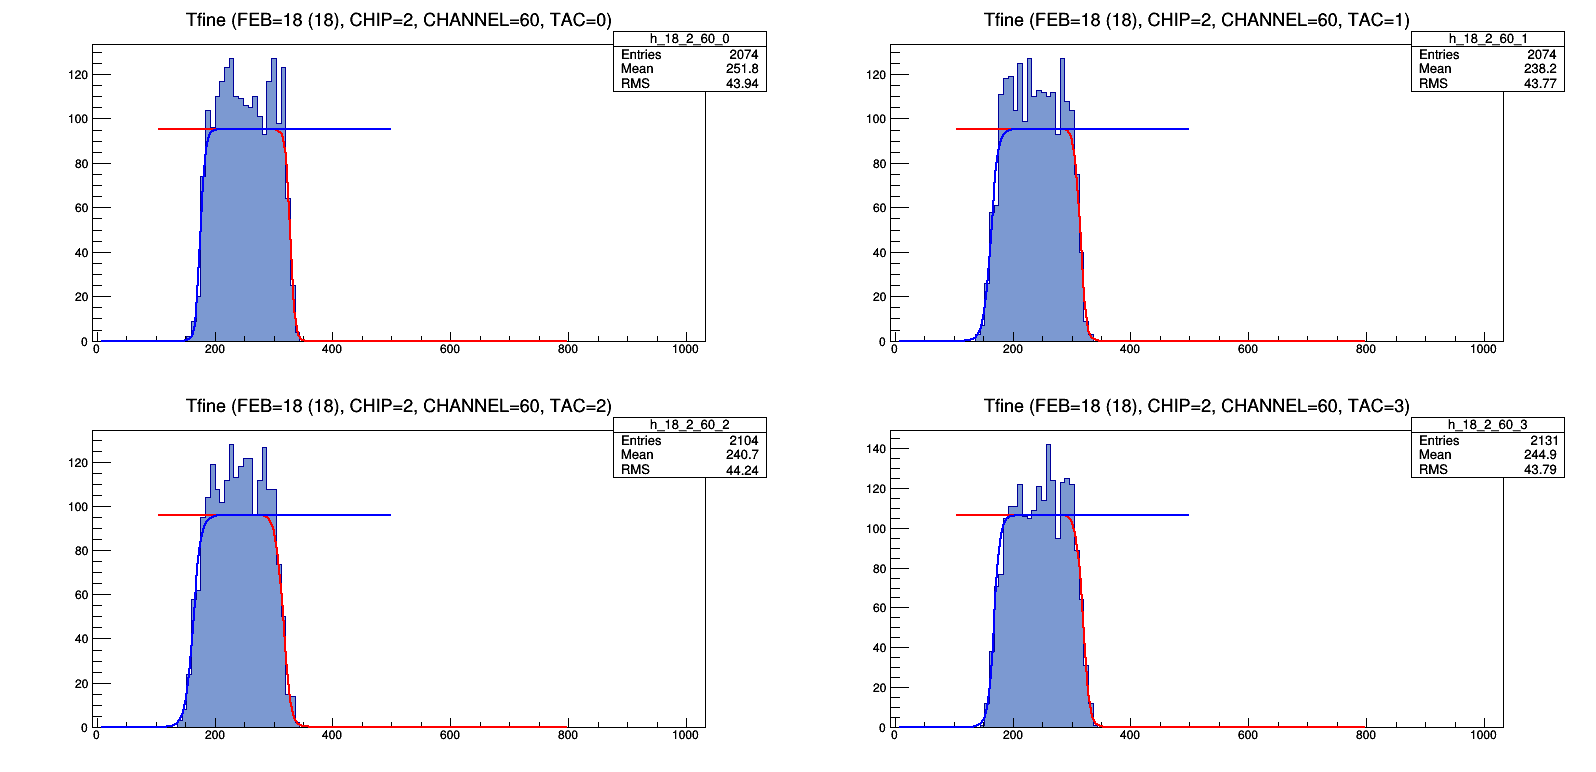 Tfine (FEB=18 (18), CHIP=2, CHANNEL=60, TAC=0)
h_18_2_60_0
Entries 2074
Mean 251.8
RMS 43.94
120
100
80
60
40
20
0
0 200 400 600 800 1000
Tfine (FEB=18 (18), CHIP=2, CHANNEL=60, TAC=1)
h_18_2_60_1
Entries 2074
Mean 238.2
RMS 43.77
120
100
80
60
40
20
0
0 200 400 600 800 1000
Tfine (FEB=18 (18), CHIP=2, CHANNEL=60, TAC=2)
h_18_2_60_2
Entries 2104
Mean 240.7
RMS 44.24
120
100
80
60
40
20
0
0 200 400 600 800 1000
Tfine (FEB=18 (18), CHIP=2, CHANNEL=60, TAC=3)
h_18_2_60_3
Entries 2131
Mean 244.9
RMS 43.79
140
120
100
80
60
40
20
0
0 200 400 600 800 1000